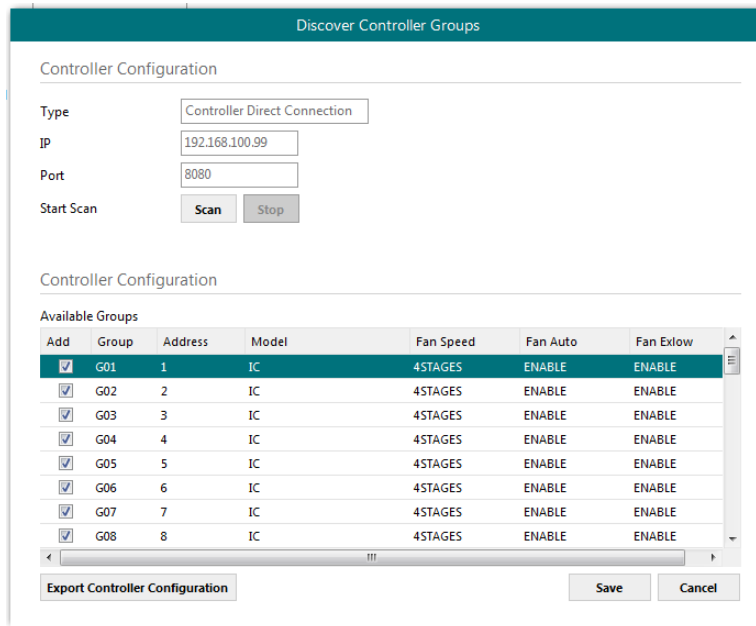 Discover Controller Groups
Controller Configuration
Type Controller Direct Connection
IP 192.168.100.99
Port 8080
Start Scan Scan Stop
Controller Configuration
Available Groups
Add Group Address Model Fan Speed Fan Auto Fan Exlow
G01 1 IC 4STAGES ENABLE ENABLE
G02 2 IC 4STAGES ENABLE ENABLE
G03 3 IC 4STAGES ENABLE ENABLE
G04 4 IC 4STAGES ENABLE ENABLE
G05 5 IC 4STAGES ENABLE ENABLE
G06 6 IC 4STAGES ENABLE ENABLE
G07 7 IC 4STAGES ENABLE ENABLE
G08 8 IC 4STAGES ENABLE ENABLE
Export Controller Configuration Save Cancel